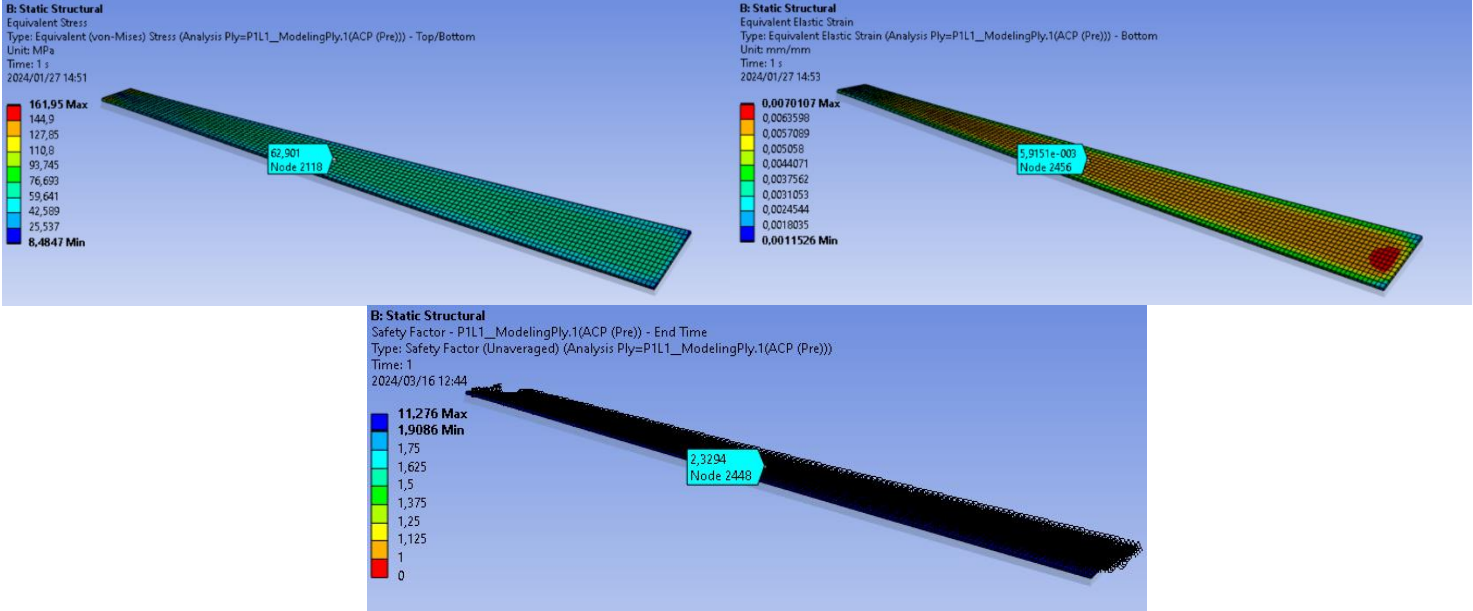 B: Static Structural
Equivalent Stress
Type: Equivalent (von-Mises) Stress (Analysis Ply=P1L1__ModelingPly.1(ACP (Pre))) - Top/Bottom
Unit: MPa
Time: 1 s
2024/01/27 14:51
161,95 Max
144,9
127,85
110,8
93,745
76,693
59,641
42,589
25,537
8,4847 Min
62,901
Node 2118
B: Static Structural
Equivalent Elastic Strain
Type: Equivalent Elastic Strain (Analysis Ply=P1L1__ModelingPly.1(ACP (Pre))) - Bottom
Unit: mm/mm
Time: 1 s
2024/01/27 14:53
0,0070107 Max
0,0063598
0,0057089
0,005058
0,0044071
0,0037562
0,0031053
0,0024544
0,0018035
0,0011526 Min
5,9151e-003
Node 2456
B: Static Structural
Safety Factor - P1L1__ModelingPly.1(ACP (Pre)) - End Time
Type: Safety Factor (Unaveraged) (Analysis Ply=P1L1__ModelingPly.1(ACP (Pre)))
Time: 1
2024/03/16 12:44
11,276 Max
1,9086 Min
1,75
1,625
1,5
1,375
1,25
1,125
1
0
2,3294
Node 2448